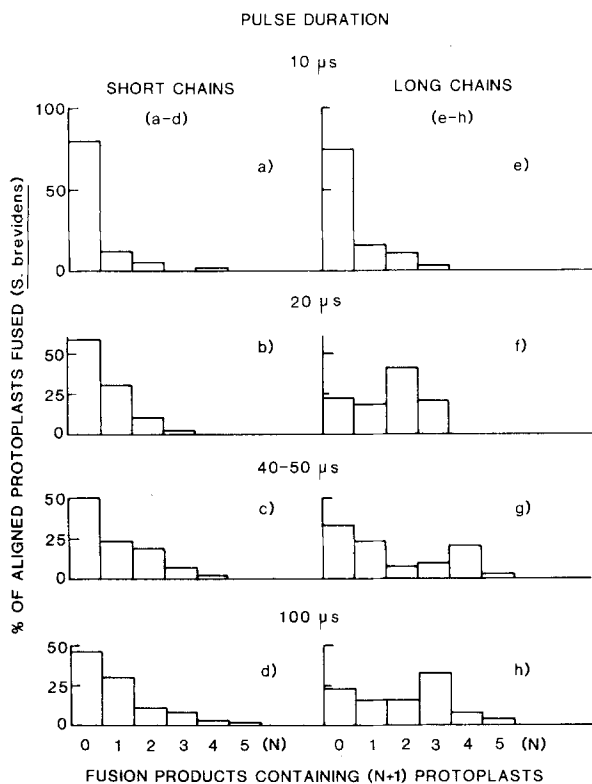 PULSE DURATION
10 µs
SHORT CHAINS
(a-d)
LONG CHAINS
(e-h)
% OF ALIGNED PROTOPLASTS FUSED (S. brevidens)
100
50
0
a)
e)
20 µs
50
25
0
b)
f)
40-50 µs
50
25
0
c)
g)
100 µs
50
25
0
d)
h)
0 1 2 3 4 5 (N)
0 1 2 3 4 5 (N)
FUSION PRODUCTS CONTAINING (N+1) PROTOPLASTS